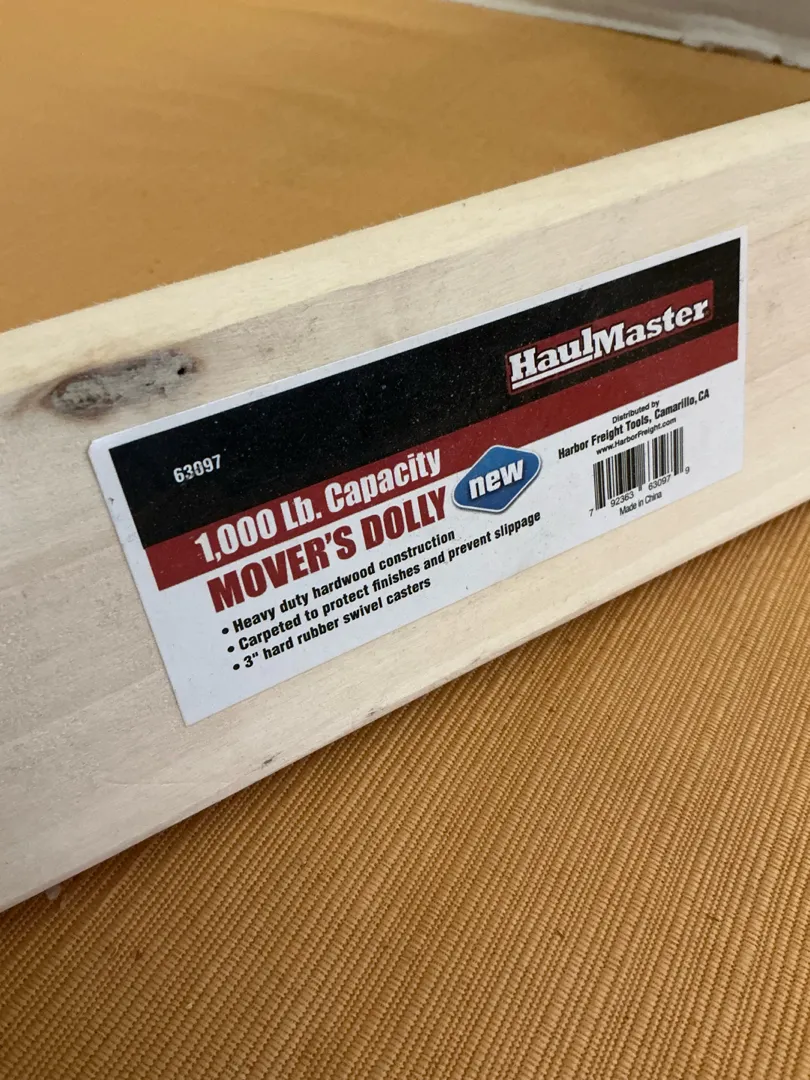 HaulMaster
63097
1,000 Lb. Capacity
MOVER'S DOLLY
new
• Heavy duty hardwood construction
• Carpeted to protect finishes and prevent slippage
• 3" hard rubber swivel casters
Distributed by
Harbor Freight Tools, Camarillo, CA
www.HarborFreight.com
7 92363 63097 9
Made in China